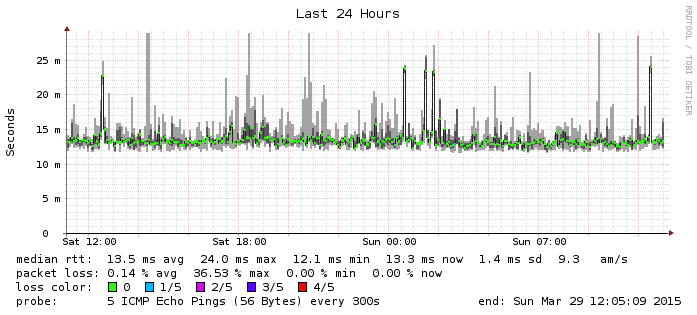 Last 24 Hours
RRDTOOL / TOBI OETIKER
Seconds
25 m
20 m
15 m
10 m
5 m
0
Sat 12:00 Sat 18:00 Sun 00:00 Sun 07:00
median rtt: 13.5 ms avg 24.0 ms max 12.1 ms min 13.3 ms now 1.4 ms sd 9.3 am/s
packet loss: 0.14 % avg 36.53 % max 0.00 % min 0.00 % now
loss color: 0 1/5 2/5 3/5 4/5
probe: 5 ICMP Echo Pings (56 Bytes) every 300s end: Sun Mar 29 12:05:09 2015